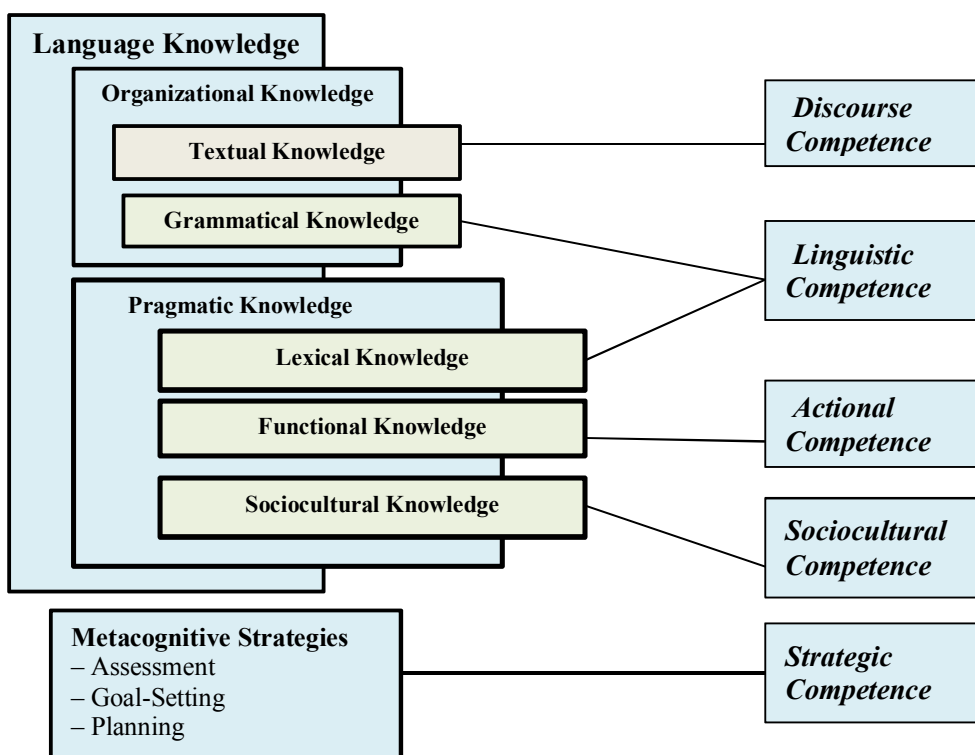 Language Knowledge
Organizational Knowledge
Textual Knowledge
Grammatical Knowledge
Pragmatic Knowledge
Lexical Knowledge
Functional Knowledge
Sociocultural Knowledge
Metacognitive Strategies
– Assessment
– Goal-Setting
– Planning
Discourse
Competence
Linguistic
Competence
Actional
Competence
Sociocultural
Competence
Strategic
Competence